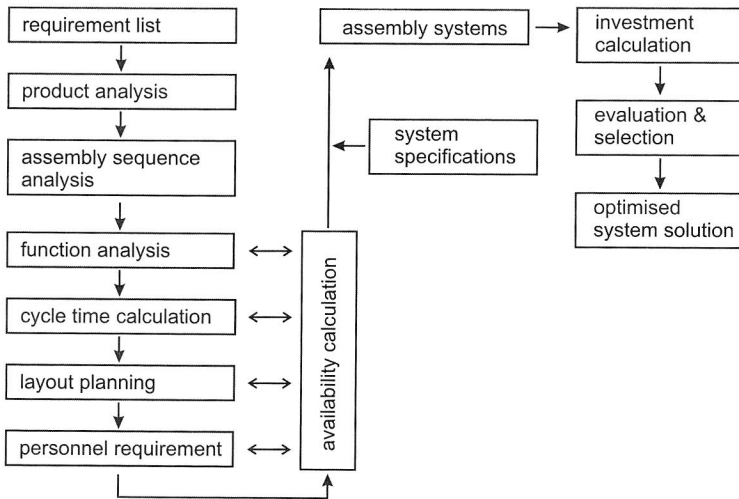 requirement list
product analysis
assembly sequence
analysis
function analysis
cycle time calculation
layout planning
personnel requirement
availability calculation
assembly systems
system
specifications
investment
calculation
evaluation &
selection
optimised
system solution